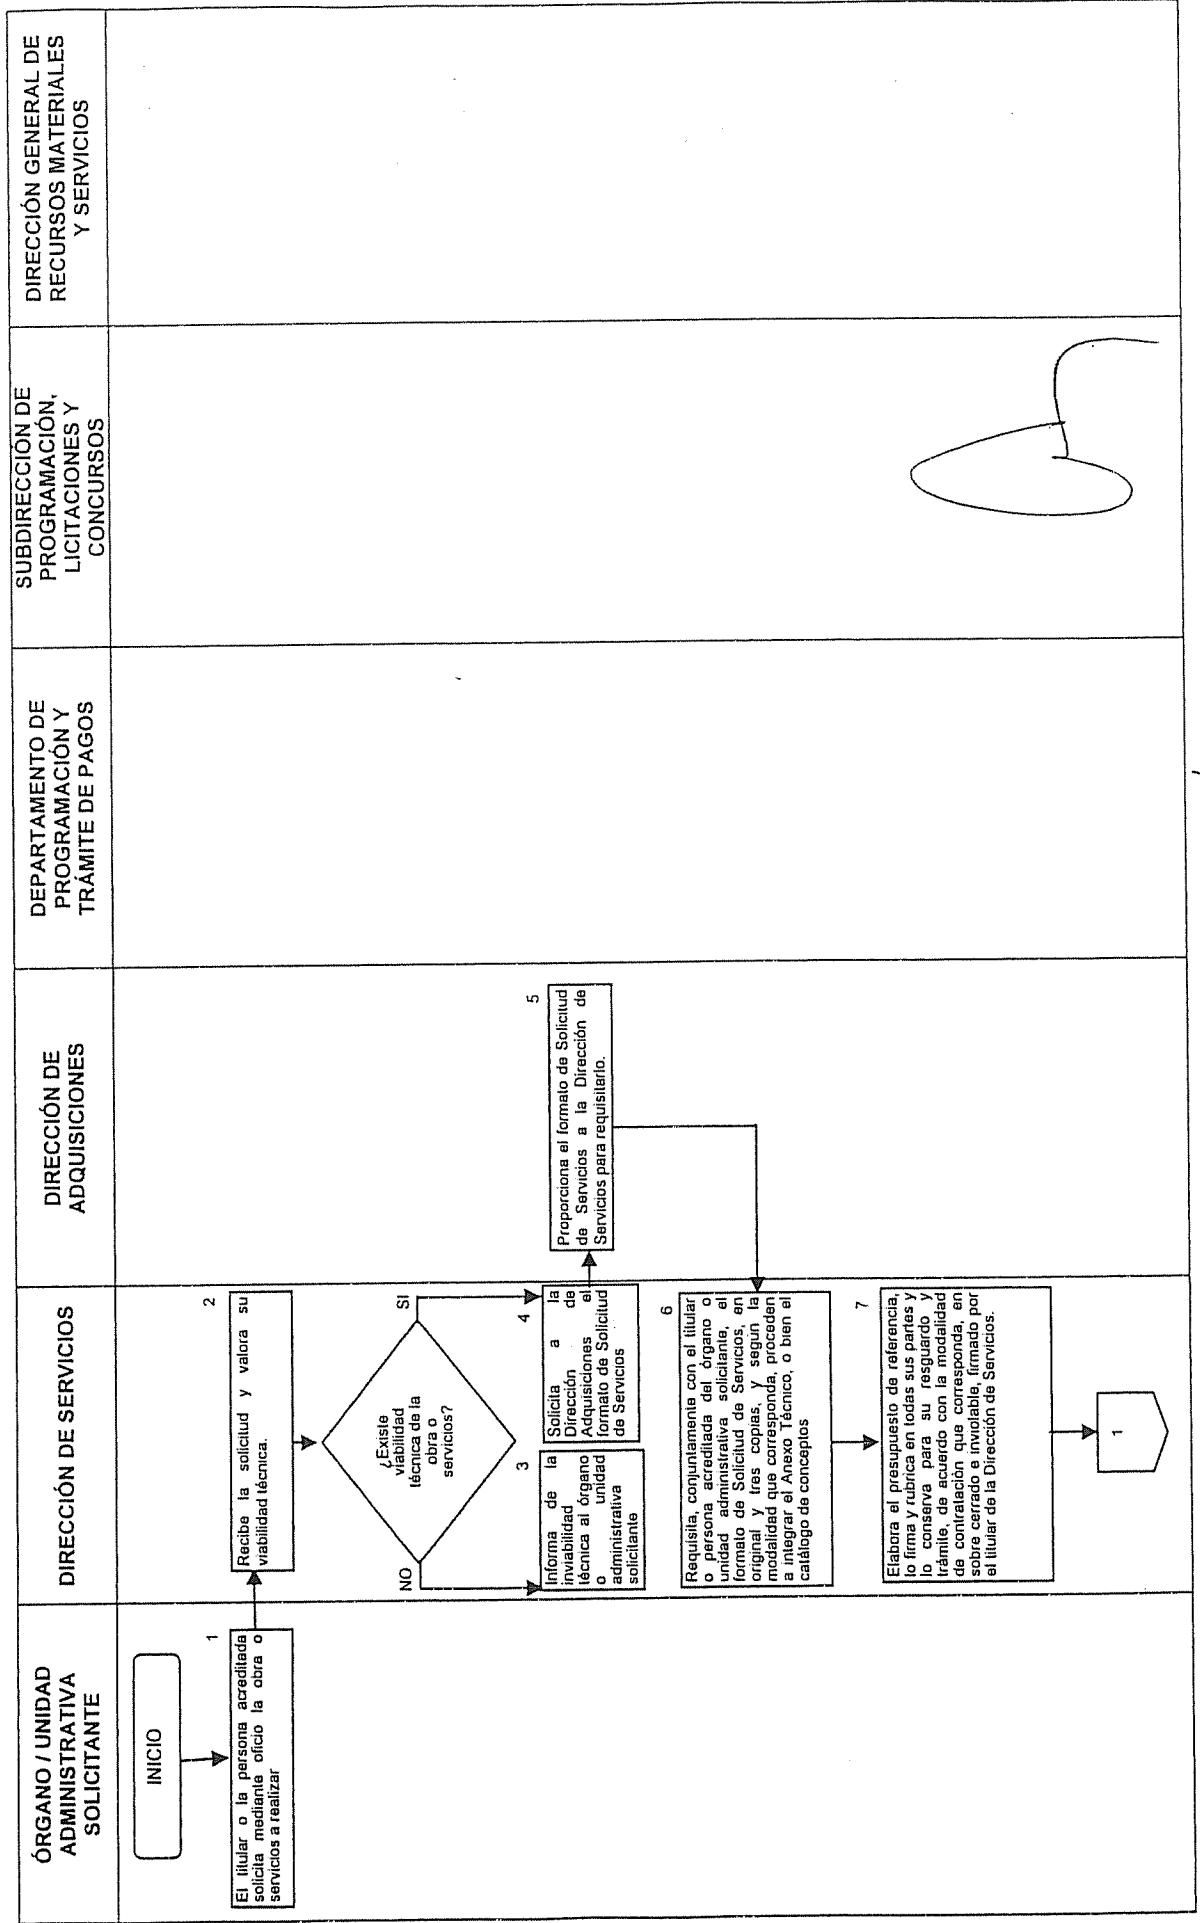 ÓRGANO / UNIDAD
ADMINISTRATIVA
SOLICITANTE
DIRECCIÓN DE SERVICIOS
DIRECCIÓN DE
ADQUISICIONES
DEPARTAMENTO DE
PROGRAMACIÓN Y
TRÁMITE DE PAGOS
SUBDIRECCIÓN DE
PROGRAMACIÓN,
LICITACIONES Y
CONCURSOS
DIRECCIÓN GENERAL DE
RECURSOS MATERIALES
Y SERVICIOS
INICIO
1
El titular o la persona acreditada
solicita mediante oficio la obra o
servicios a realizar
2
Recibe la solicitud y valora su
viabilidad técnica.
¿Existe
viabilidad
técnica de la
obra o
servicios?
NO
SI
3
Informa de la
inviabilidad
técnica al órgano
o unidad
administrativa
solicitante
4
Solicita a la
Dirección de
Adquisiciones el
formato de Solicitud
de Servicios
5
Proporciona el formato de Solicitud
de Servicios a la Dirección de
Servicios para requisitarlo.
6
Requisita, conjuntamente con el titular
o persona acreditada del órgano o
unidad administrativa solicitante, el
formato de Solicitud de Servicios, en
original y tres copias, y según la
modalidad que corresponda, proceden
a integrar el Anexo Técnico, o bien el
catálogo de conceptos
7
Elabora el presupuesto de referencia,
lo firma y rubrica en todas sus partes y
lo conserva para su resguardo y
trámite, de acuerdo con la modalidad
de contratación que corresponda, en
sobre cerrado e inviolable, firmado por
el titular de la Dirección de Servicios.
1